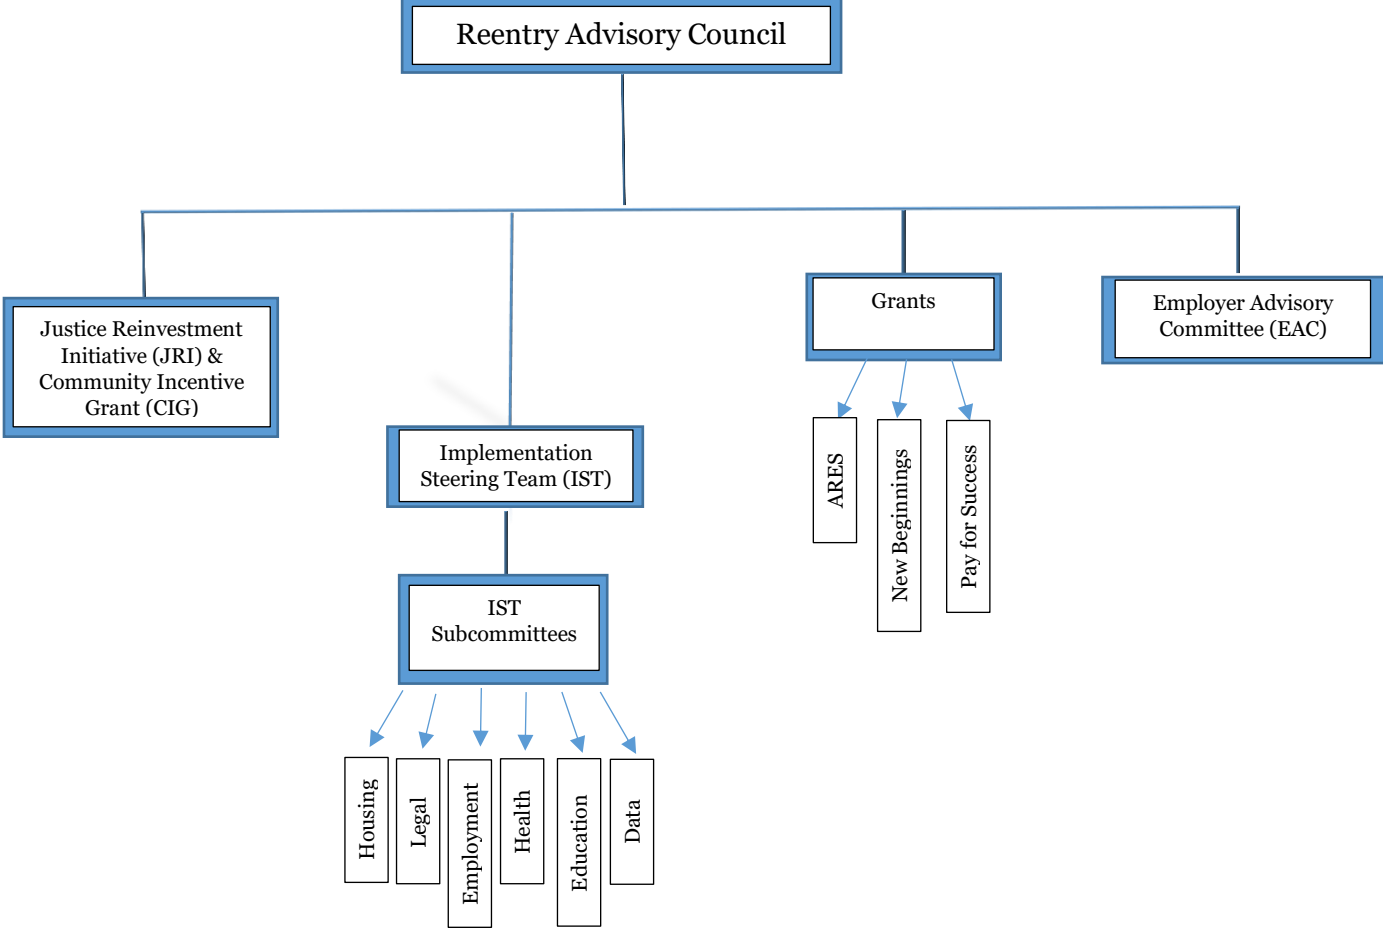 Reentry Advisory Council
Justice Reinvestment
Initiative (JRI) &
Community Incentive
Grant (CIG)
Implementation
Steering Team (IST)
IST
Subcommittees
Housing
Legal
Employment
Health
Education
Data
Grants
ARES
New Beginnings
Pay for Success
Employer Advisory
Committee (EAC)